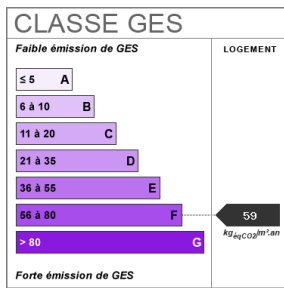 CLASSE GES
Faible émission de GES
LOGEMENT
≤ 5 A
6 à 10 B
11 à 20 C
21 à 35 D
36 à 55 E
56 à 80 F
59
kgéqCO2/m².an
> 80 G
Forte émission de GES